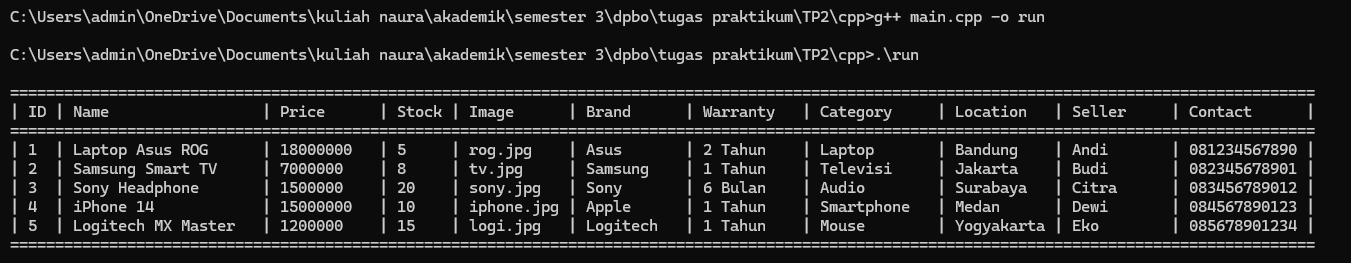 C:\Users\admin\OneDrive\Documents\kuliah naura\akademik\semester 3\dpbo\tugas praktikum\TP2\cpp>g++ main.cpp -o run
C:\Users\admin\OneDrive\Documents\kuliah naura\akademik\semester 3\dpbo\tugas praktikum\TP2\cpp>.\run
=================================================================================================================================================
| ID | Name                 | Price      | Stock | Image     | Brand      | Warranty   | Category     | Location   | Seller     | Contact      |
=================================================================================================================================================
| 1  | Laptop Asus ROG      | 18000000   | 5     | rog.jpg    | Asus       | 2 Tahun    | Laptop       | Bandung    | Andi       | 081234567890 |
| 2  | Samsung Smart TV     | 7000000    | 8     | tv.jpg     | Samsung    | 1 Tahun    | Televisi     | Jakarta    | Budi       | 082345678901 |
| 3  | Sony Headphone       | 1500000    | 20    | sony.jpg   | Sony       | 6 Bulan    | Audio        | Surabaya   | Citra      | 083456789012 |
| 4  | iPhone 14            | 15000000   | 10    | iphone.jpg | Apple      | 1 Tahun    | Smartphone   | Medan      | Dewi       | 084567890123 |
| 5  | Logitech MX Master   | 1200000    | 15    | logi.jpg   | Logitech   | 1 Tahun    | Mouse        | Yogyakarta | Eko        | 085678901234 |
=================================================================================================================================================